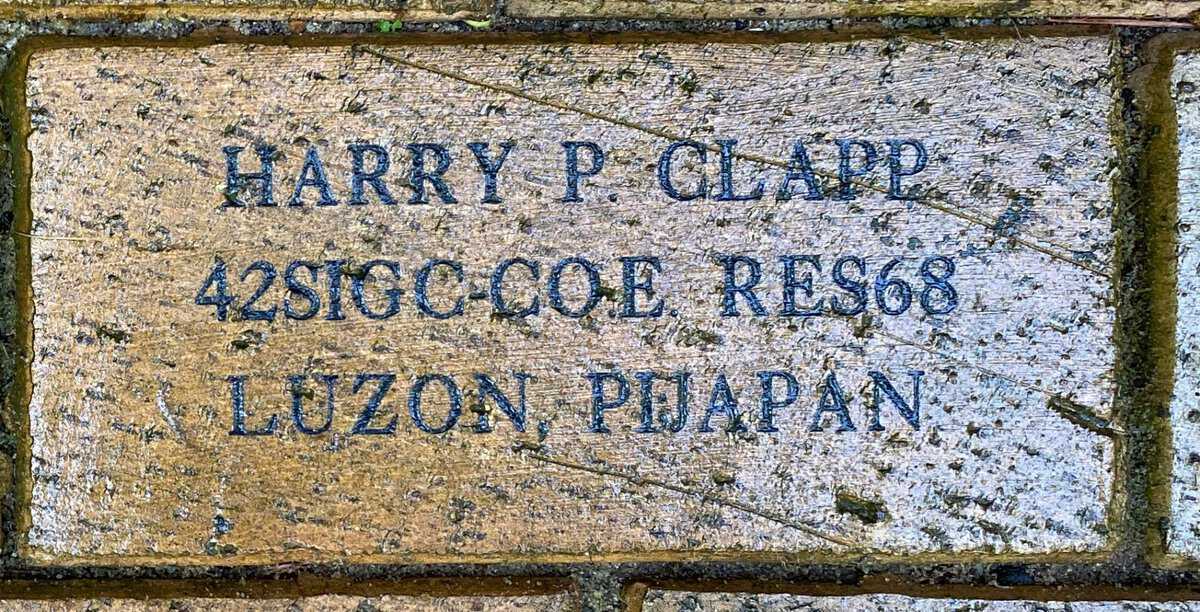 HARRY P. CLAPP
42SIGC-CO.E. RES68
LUZON, PIJAPAN